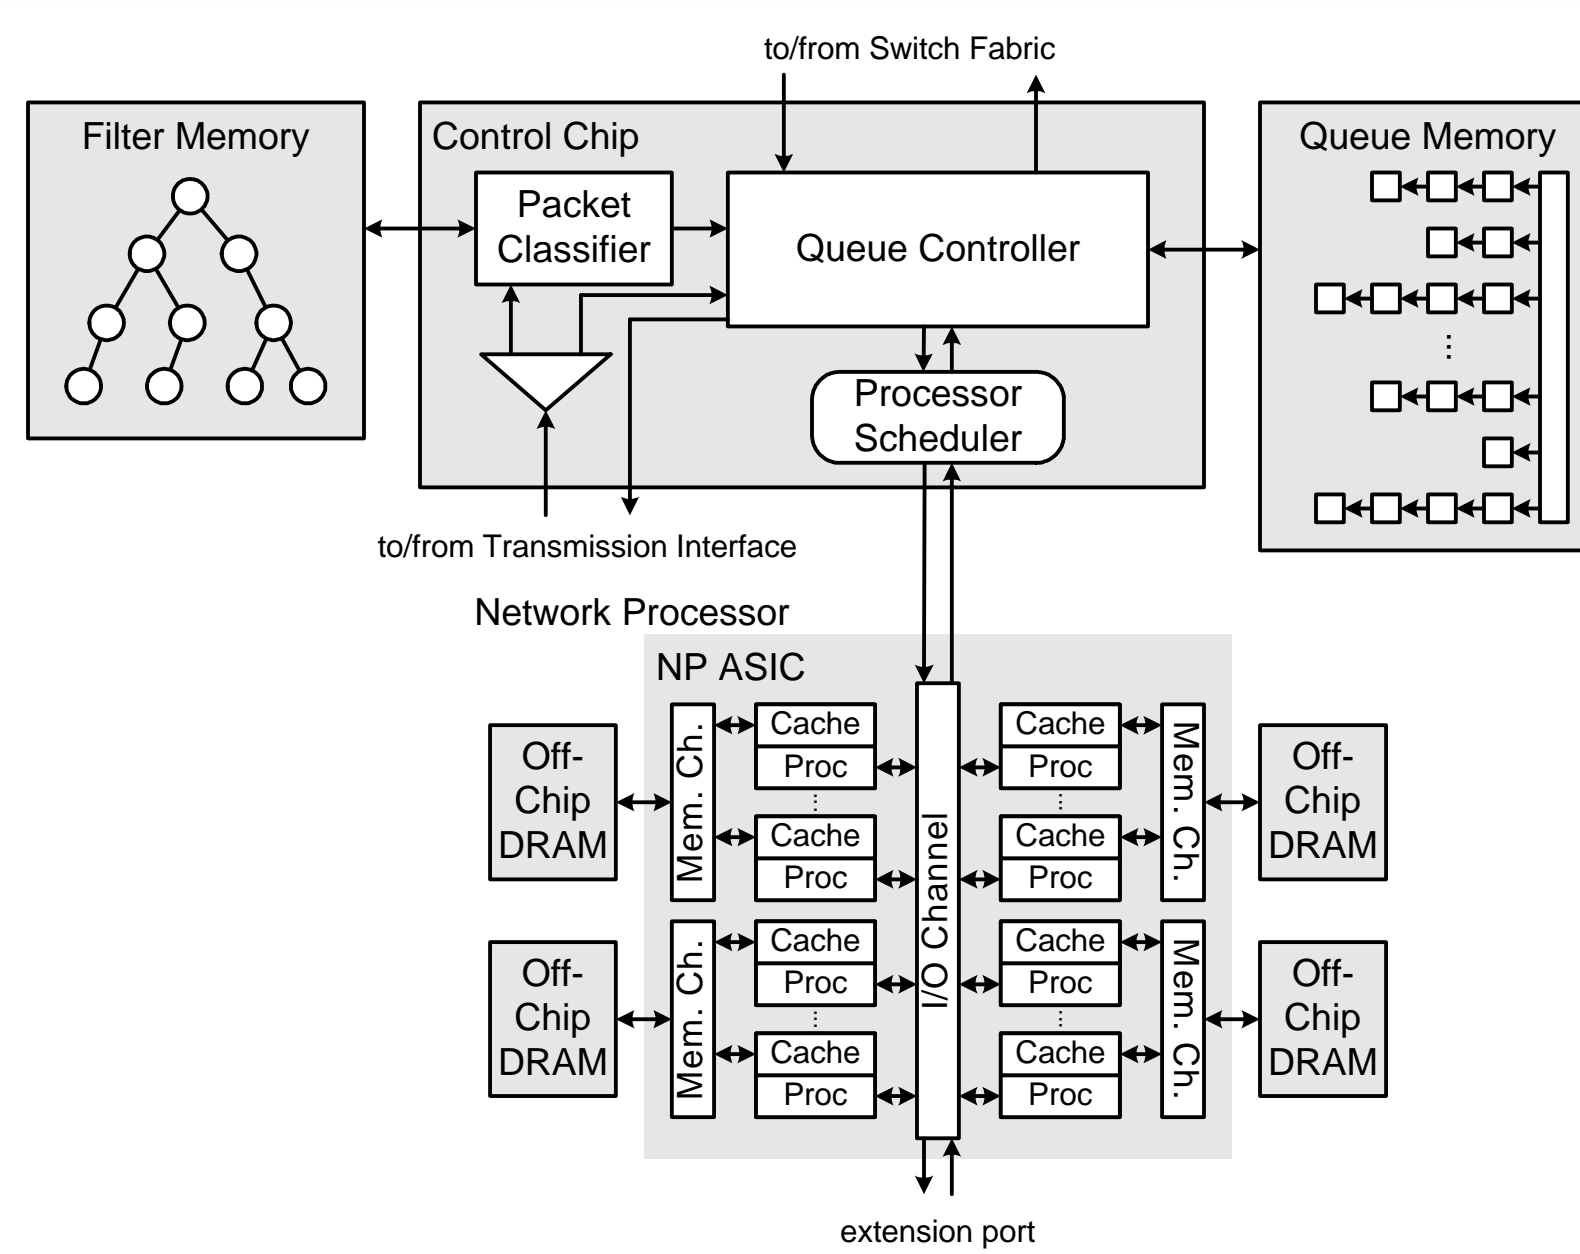 to/from Switch Fabric
Filter Memory
Control Chip
Queue Memory
Packet
Classifier
Queue Controller
...
Processor
Scheduler
to/from Transmission Interface
Network Processor
NP ASIC
Off-
Chip
DRAM
Mem. Ch.
Cache
Proc
...
Cache
Proc
I/O Channel
Cache
Proc
...
Cache
Proc
Mem. Ch.
Off-
Chip
DRAM
Off-
Chip
DRAM
Mem. Ch.
Cache
Proc
...
Cache
Proc
Cache
Proc
...
Cache
Proc
Mem. Ch.
Off-
Chip
DRAM
extension port